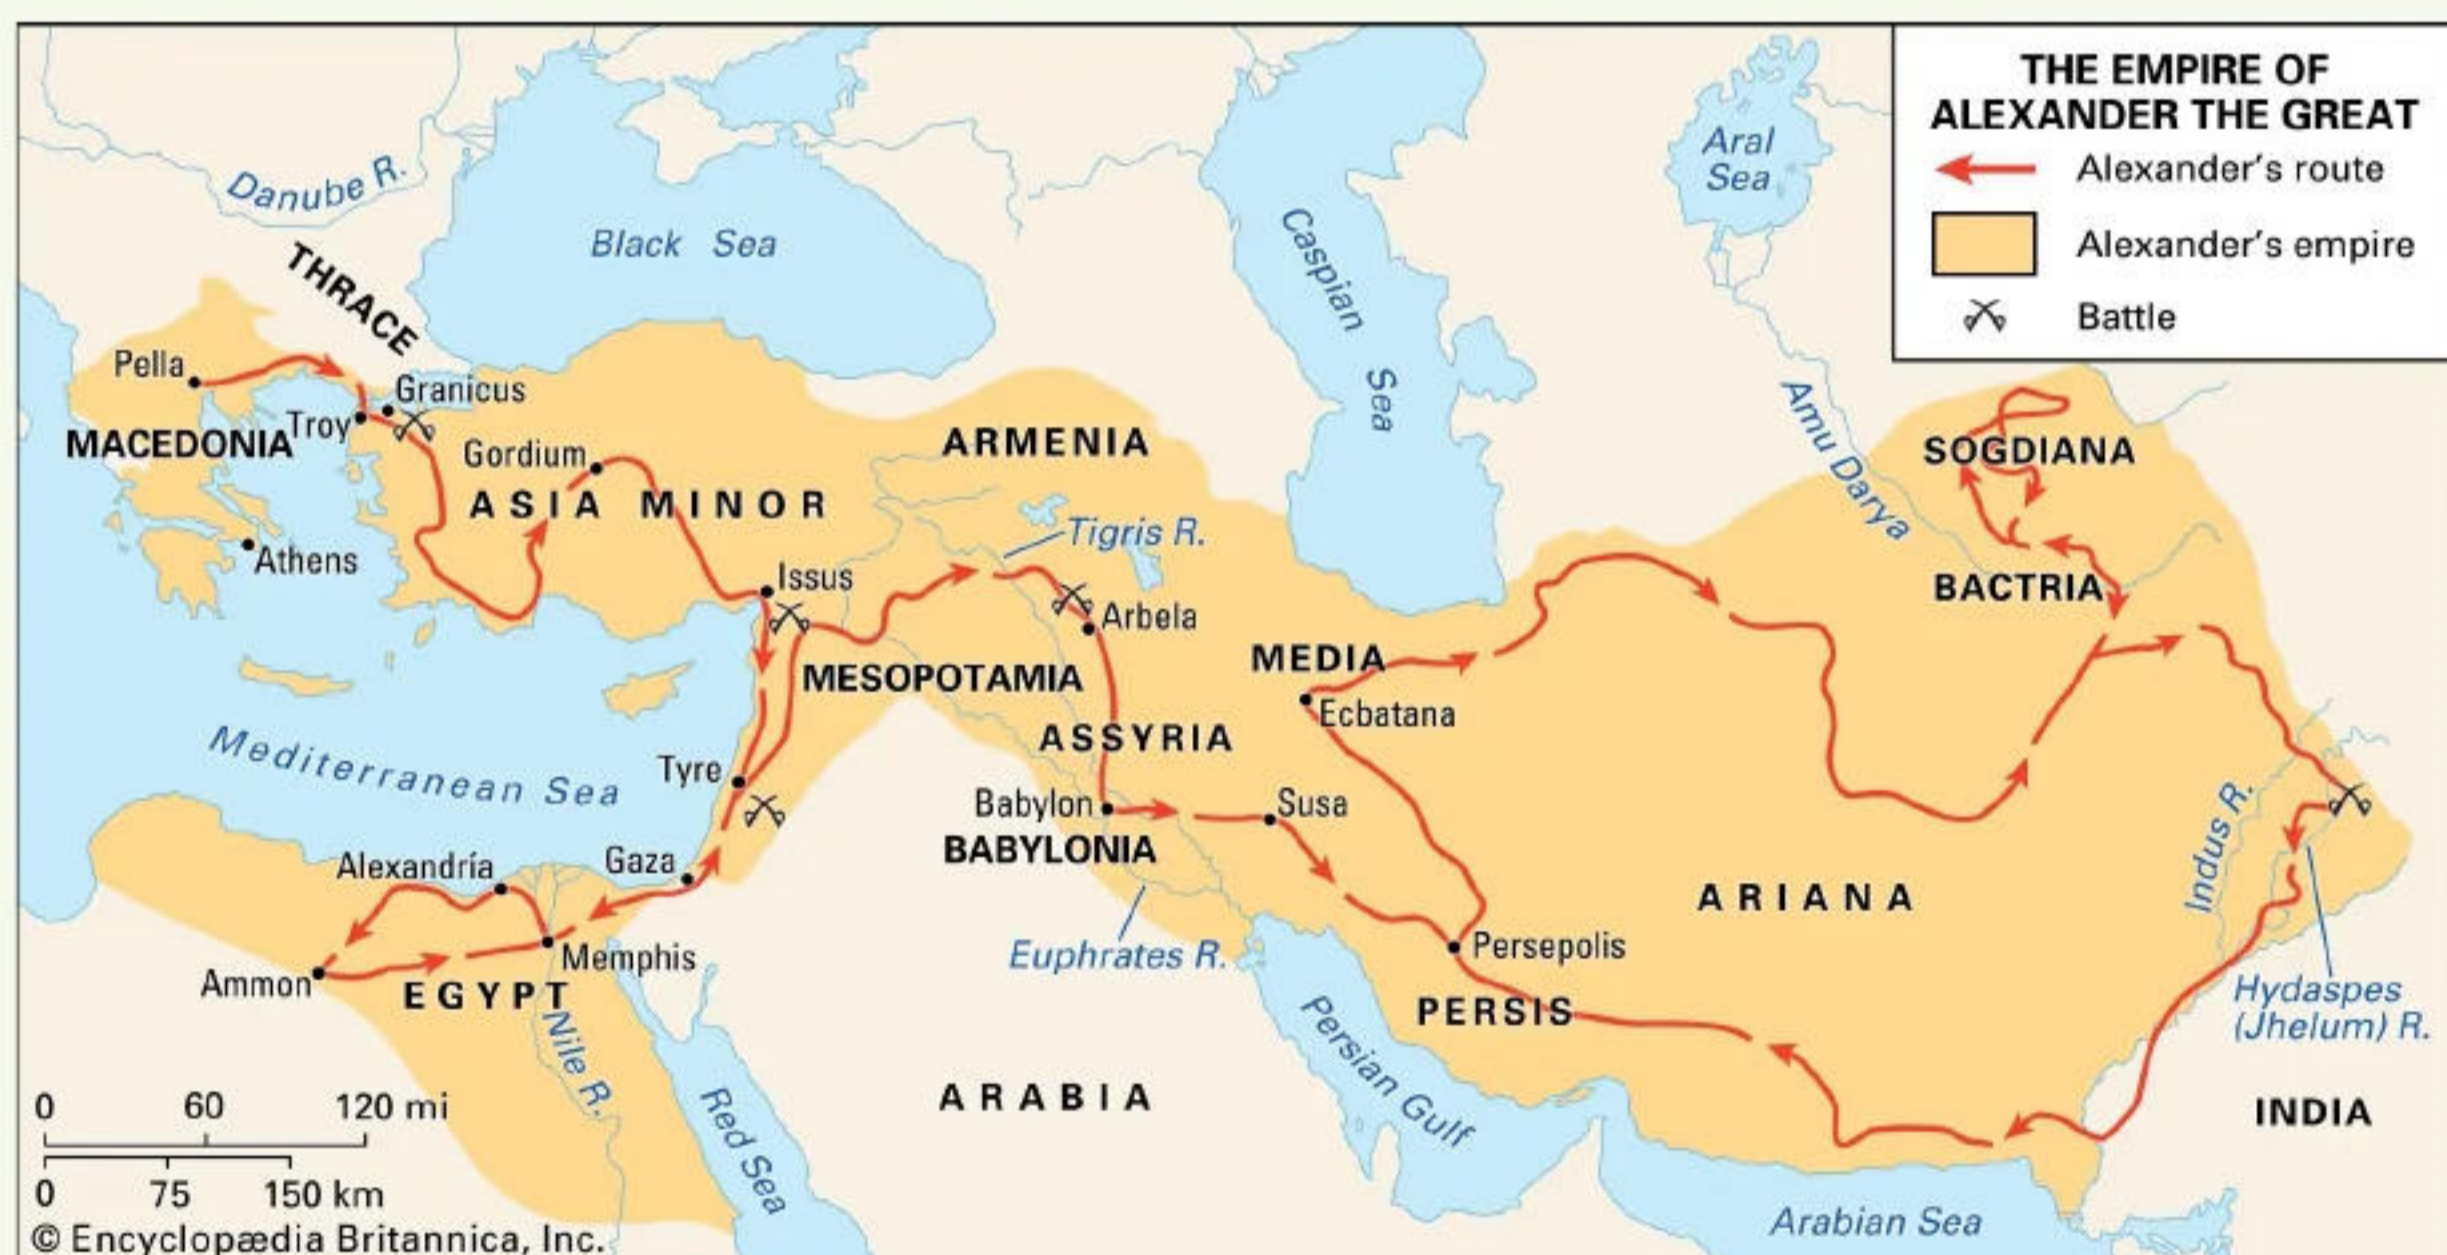 THE EMPIRE OF
ALEXANDER THE GREAT
Alexander's route
Alexander's empire
Battle
Aral
Sea
Danube R.
Black Sea
Caspian Sea
THRACE
Pella
Granicus
Troy
MACEDONIA
Gordium
ARMENIA
Amu Darya
SOGDIANA
ASIA MINOR
Tigris R.
Athens
Issus
BACTRIA
Arbela
MEDIA
MESOPOTAMIA
Ecbatana
ASSYRIA
Mediterranean Sea
Tyre
Babylon
Susa
BABYLONIA
Indus R.
Alexandría
Gaza
ARIANA
Euphrates R.
Persepolis
Memphis
Ammon
EGYPT
PERSIS
Hydaspes
(Jhelum) R.
Nile R.
Persian Gulf
Red Sea
ARABIA
INDIA
0 60 120 mi
0 75 150 km
Arabian Sea
© Encyclopædia Britannica, Inc.